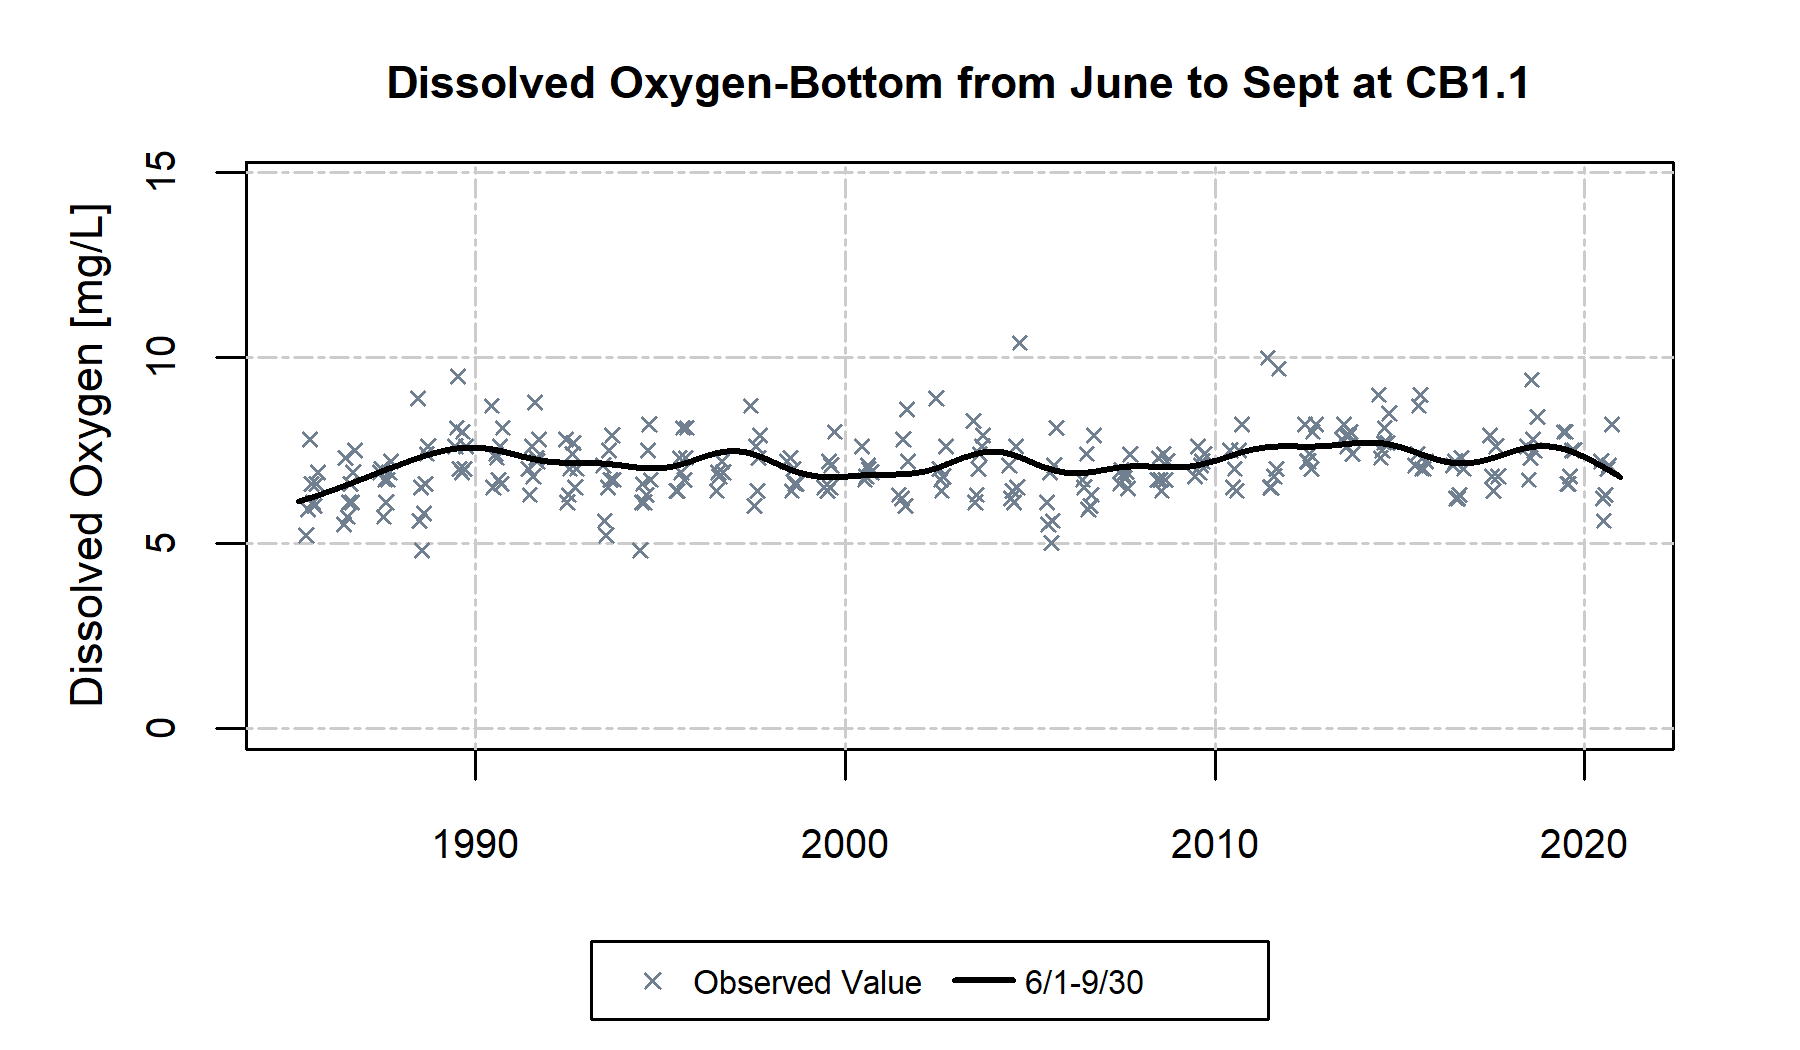 Dissolved Oxygen-Bottom from June to Sept at CB1.1
Dissolved Oxygen [mg/L]
15
10
5
0
1990 2000 2010 2020
Observed Value 6/1-9/30